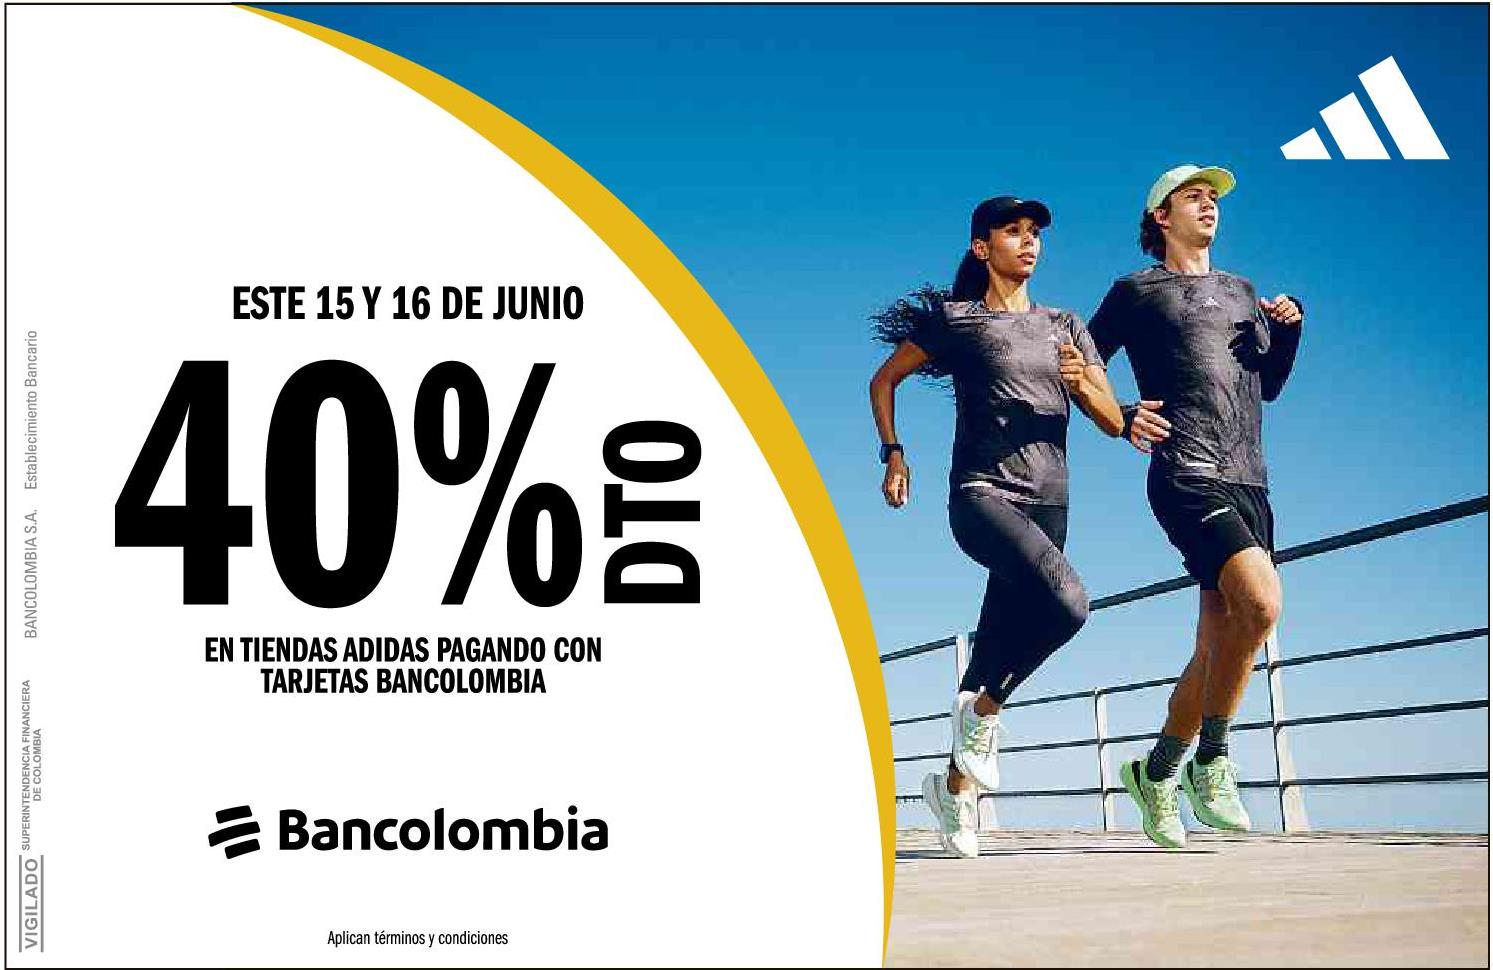 ESTE 15 Y 16 DE JUNIO
40% DTO
EN TIENDAS ADIDAS PAGANDO CON
TARJETAS BANCOLOMBIA
Bancolombia
Aplican términos y condiciones
BANCOLOMBIA S.A. Establecimiento Bancario
VIGILADO SUPERINTENDENCIA FINANCIERA
DE COLOMBIA